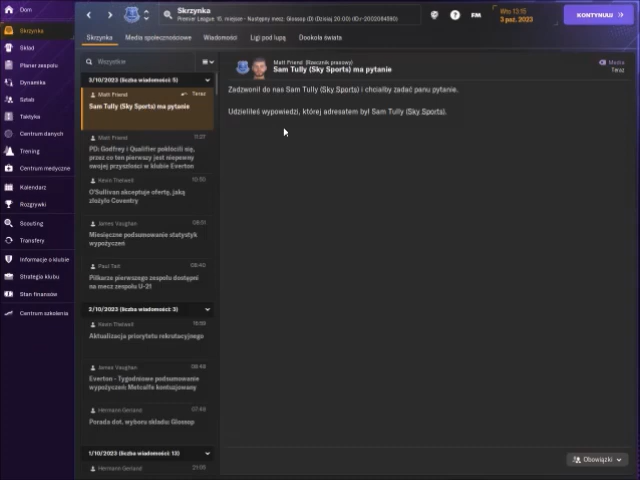 Dom
Skrzynka
Skład
Planer zespołu
Dynamika
Sztab
Taktyka
Centrum danych
Trening
Centrum medyczne
Kalendarz
Rozgrywki
Scouting
Transfery
Informacje o klubie
Strategia klubu
Stan finansów
Centrum szkolenia
Skrzynka
Premier League 10. miejsce - Następny mecz: Glossop (D) (Dzisiaj 20:00)
FM
Wto 13:15
3 paź. 2023
KONTYNUUJ
Skrzynka
Media społecznościowe
Wiadomości
Ligi pod lupą
Dookoła świata
Wszystkie
3/10/2023 (liczba wiadomości: 5)
Matt Friend
Teraz
Sam Tully (Sky Sports) ma pytanie
Matt Friend
11:27
PO: Godfrey i Qualifier pokłócili się,
przez co ten pierwszy jest niepewny
swojej przyszłości w klubie Everton
Kevin Thelwell
10:50
O'Sullivan akceptuje ofertę, jaką
złożyło Coventry
James Vaughan
Miesięczne podsumowanie statystyk
wypożyczeń
Paul Tait
Piłkarze pierwszego zespołu dostępni
na mecz zespołu U-21
2/10/2023 (liczba wiadomości: 3)
Kevin Thelwell
Aktualizacja priorytetu rekrutacyjnego
James Vaughan
Everton - Tygodniowe podsumowanie
wypożyczeń: Metcalfe kontuzjowany
Hermann Gerland
Porada dot. wyboru składu: Glossop
1/10/2023 (liczba wiadomości: 13)
Hermann Gerland
Matt Friend (Rzecznik prasowy)
Sam Tully (Sky Sports) ma pytanie
Media
Teraz
Zadzwonił do nas Sam Tully (Sky Sports) i chciałby zadać panu pytanie.
Udzieliłeś wypowiedzi, której adresatem był Sam Tully (Sky Sports).
Obowiązki